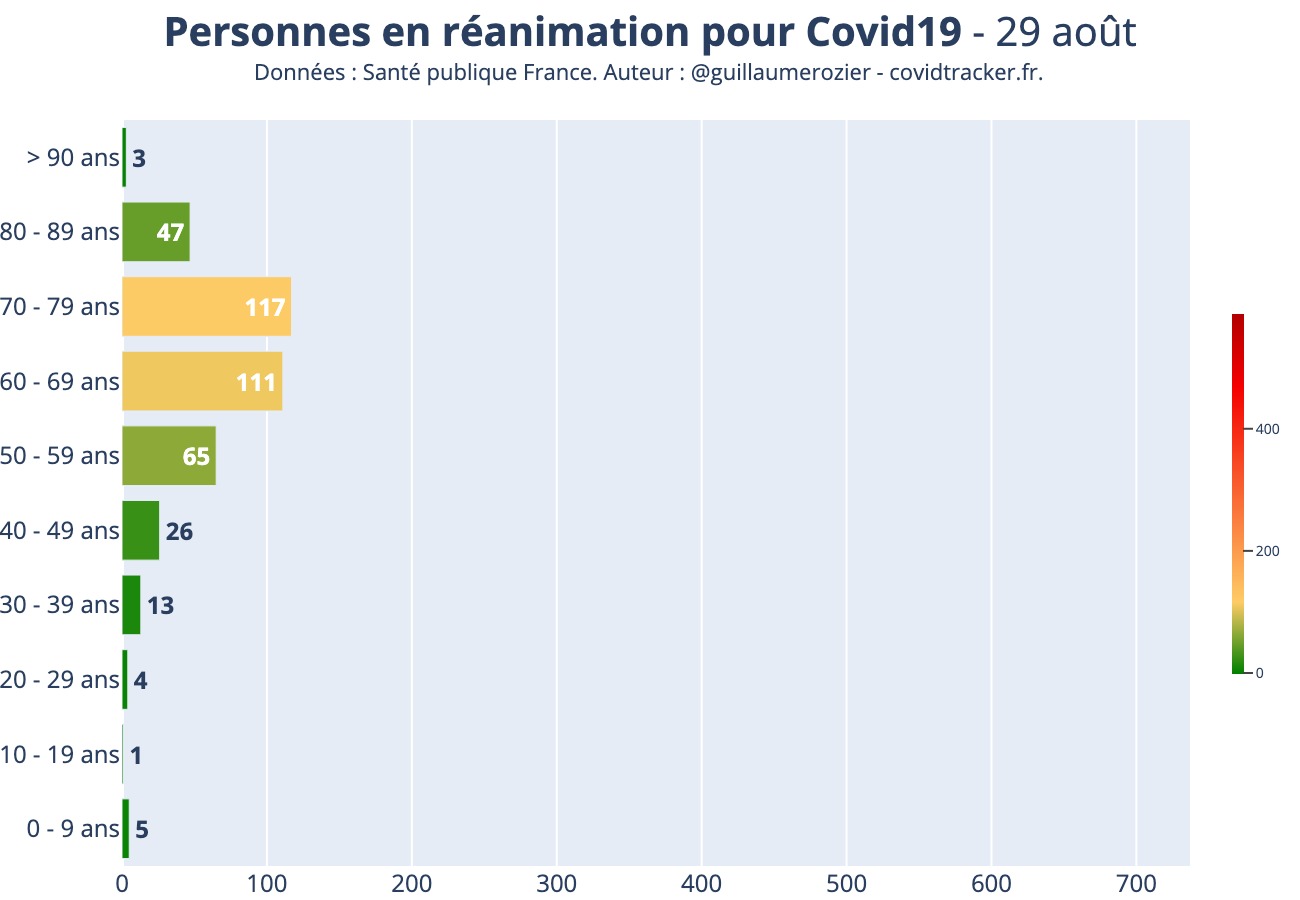 Personnes en réanimation pour Covid19 - 29 août
Données : Santé publique France. Auteur : @guillaumerozier - covidtracker.fr.
> 90 ans 3
80 - 89 ans 47
70 - 79 ans 117
60 - 69 ans 111
50 - 59 ans 65
40 - 49 ans 26
30 - 39 ans 13
20 - 29 ans 4
10 - 19 ans 1
0 - 9 ans 5
0 100 200 300 400 500 600 700
400
200
0